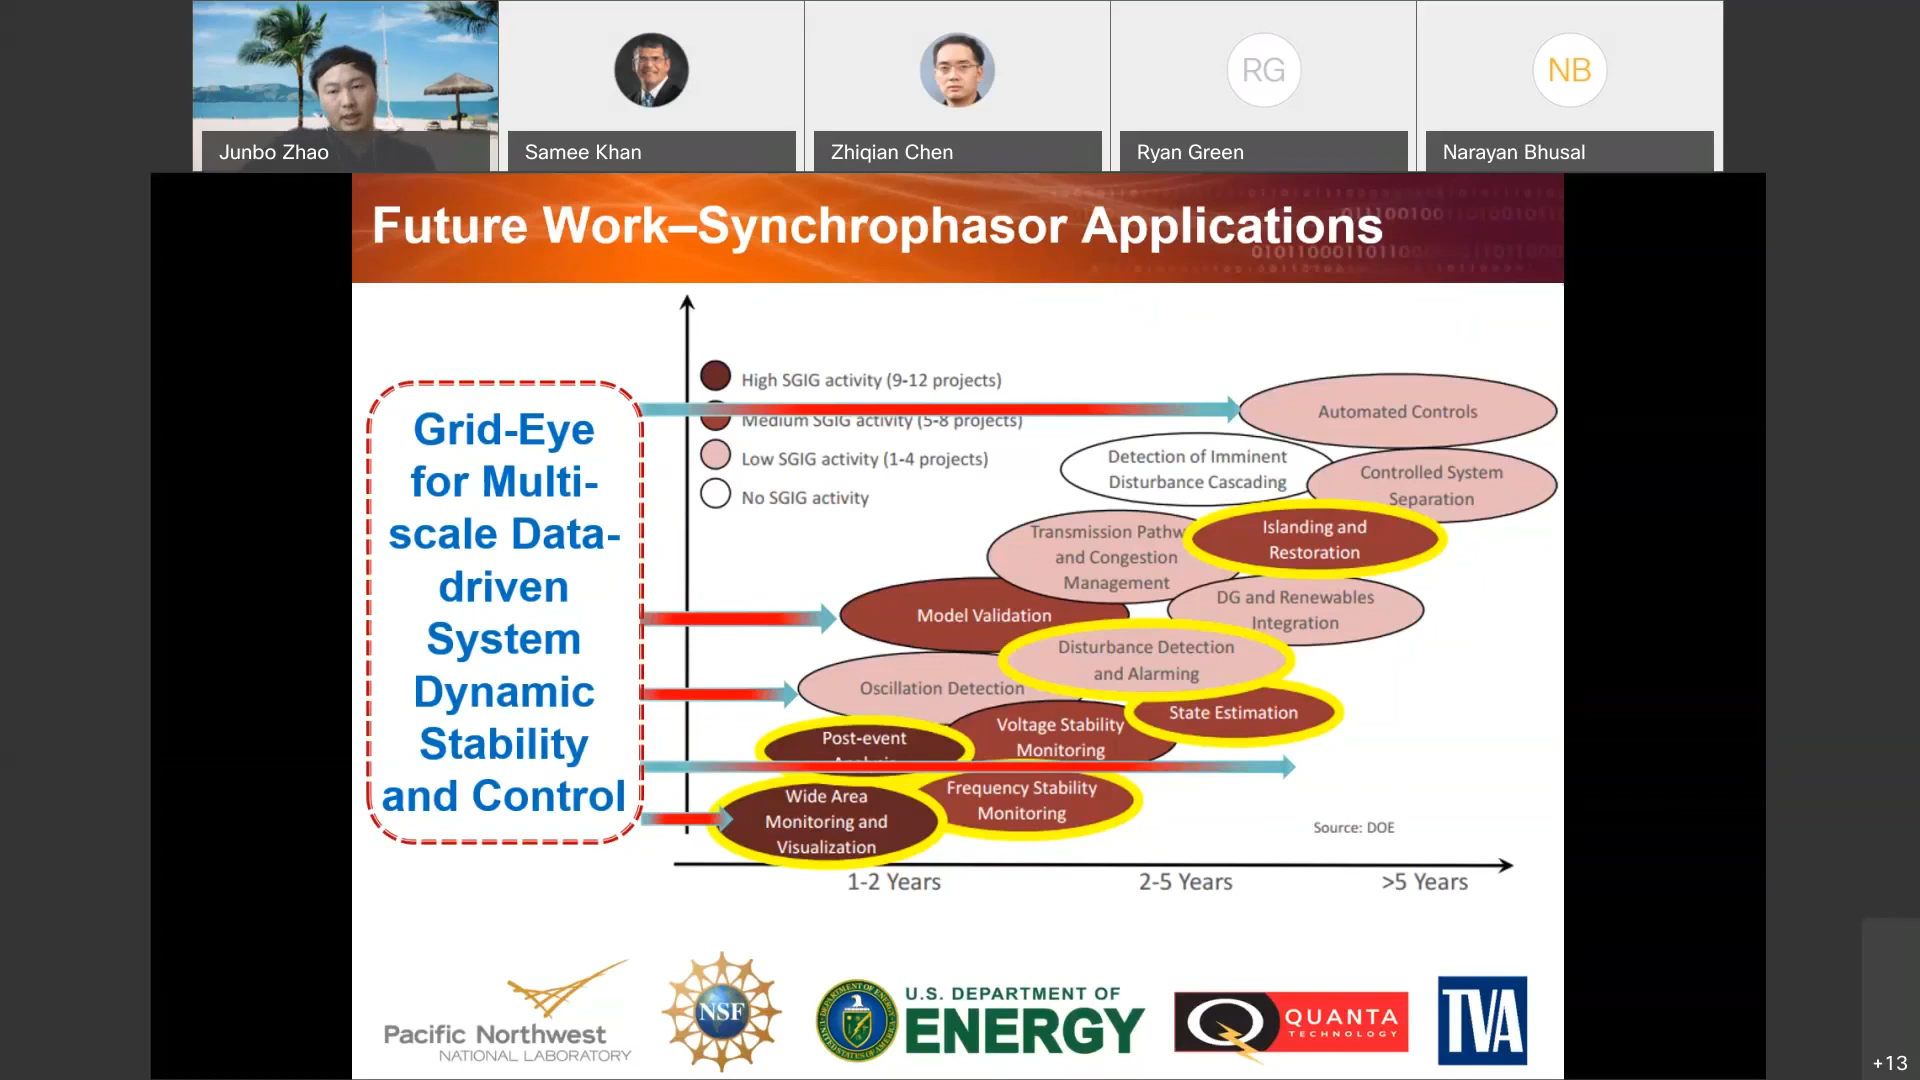 Junbo Zhao
Samee Khan
Zhiqian Chen
RG
Ryan Green
NB
Narayan Bhusal
Future Work–Synchrophasor Applications
Grid-Eye
for Multi-
scale Data-
driven
System
Dynamic
Stability
and Control
High SGIG activity (9-12 projects)
Medium SGIG activity (5-8 projects)
Low SGIG activity (1-4 projects)
No SGIG activity
Automated Controls
Detection of Imminent
Disturbance Cascading
Controlled System
Separation
Transmission Pathw
and Congestion
Management
Islanding and
Restoration
DG and Renewables
Integration
Model Validation
Disturbance Detection
and Alarming
Oscillation Detection
State Estimation
Voltage Stability
Monitoring
Post-event
Analysis
Frequency Stability
Monitoring
Wide Area
Monitoring and
Visualization
Source: DOE
1-2 Years
2-5 Years
>5 Years
Pacific Northwest
NATIONAL LABORATORY
NSF
U.S. DEPARTMENT OF
ENERGY
QUANTA
TECHNOLOGY
TVA
+13